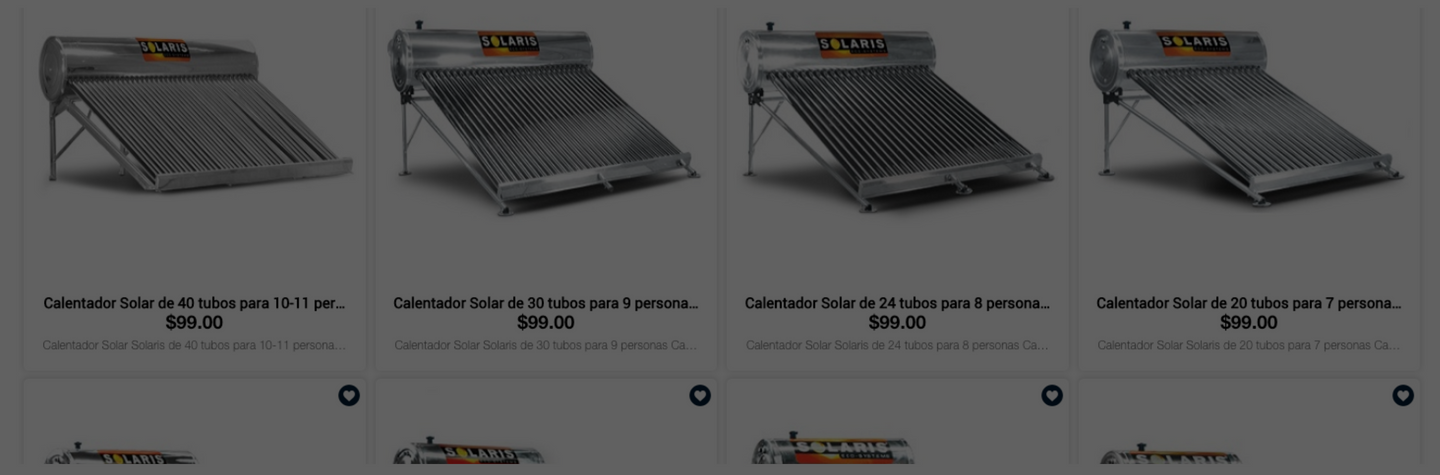 SOLARIS
SOLARIS
SOLARIS
SOLARIS
Calentador Solar de 40 tubos para 10-11 per...
$99.00
Calentador Solar Solaris de 40 tubos para 10-11 persona...
Calentador Solar de 30 tubos para 9 persona...
$99.00
Calentador Solar Solaris de 30 tubos para 9 personas Ca...
Calentador Solar de 24 tubos para 8 persona...
$99.00
Calentador Solar Solaris de 24 tubos para 8 personas Ca...
Calentador Solar de 20 tubos para 7 persona...
$99.00
Calentador Solar Solaris de 20 tubos para 7 personas Ca...
SOLARIS
SOLARIS
SOLARIS
SOLARIS